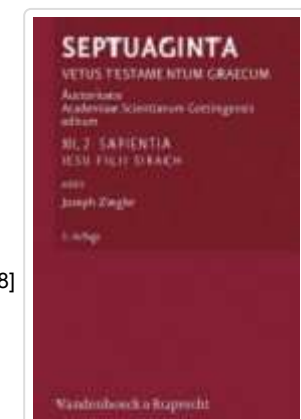 SEPTUAGINTA
VETUS TESTAMENTUM GRAECUM
Auctoritate
Academiae Scientiarum Gottingensis
editum
XII, 2 SAPIENTIA
IESU FILII SIRACH
edidit
Joseph Ziegler
Auflage
8]
Vandenhoeck & Ruprecht